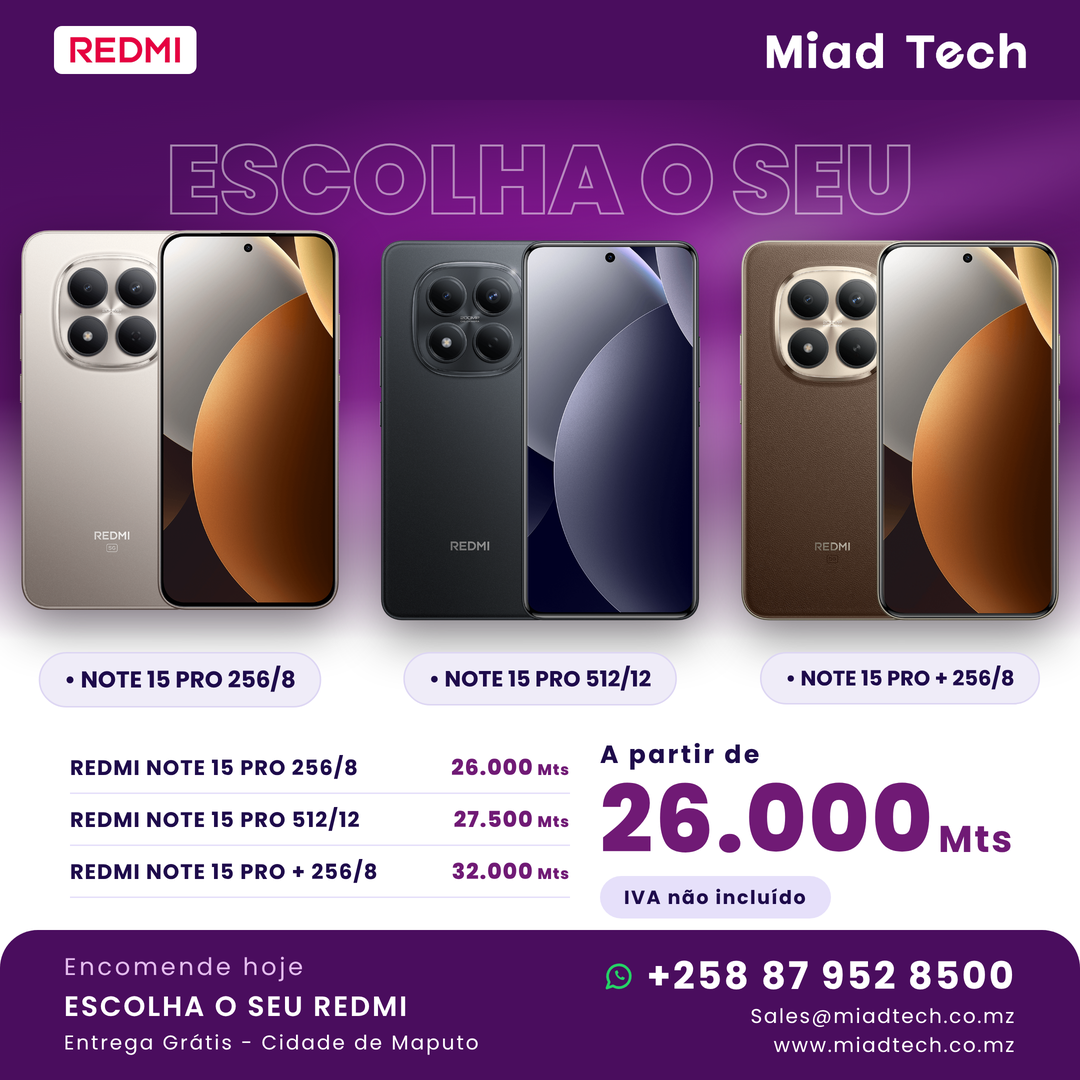 REDMI
Miad Tech
ESCOLHA O SEU
REDMI
5G
REDMI
REDMI
• NOTE 15 PRO 256/8
• NOTE 15 PRO 512/12
• NOTE 15 PRO + 256/8
REDMI NOTE 15 PRO 256/8 26.000 Mts
REDMI NOTE 15 PRO 512/12 27.500 Mts
REDMI NOTE 15 PRO + 256/8 32.000 Mts
A partir de
26.000 Mts
IVA não incluído
Encomende hoje
ESCOLHA O SEU REDMI
Entrega Grátis - Cidade de Maputo
+258 87 952 8500
Sales@miadtech.co.mz
www.miadtech.co.mz